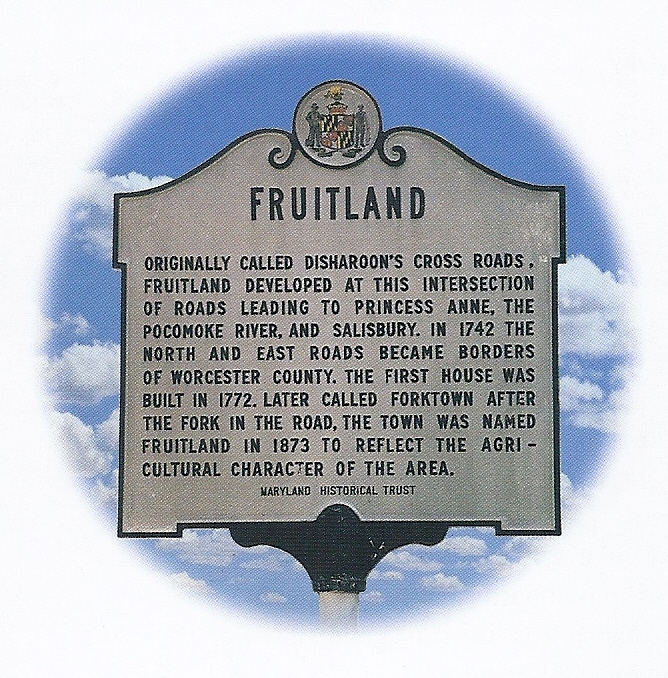 FRUITLAND
ORIGINALLY CALLED DISHAROON'S CROSS ROADS,
FRUITLAND DEVELOPED AT THIS INTERSECTION
OF ROADS LEADING TO PRINCESS ANNE, THE
POCOMOKE RIVER, AND SALISBURY. IN 1742 THE
NORTH AND EAST ROADS BECAME BORDERS
OF WORCESTER COUNTY. THE FIRST HOUSE WAS
BUILT IN 1772. LATER CALLED FORKTOWN AFTER
THE FORK IN THE ROAD, THE TOWN WAS NAMED
FRUITLAND IN 1873 TO REFLECT THE AGRI-
CULTURAL CHARACTER OF THE AREA.
MARYLAND HISTORICAL TRUST